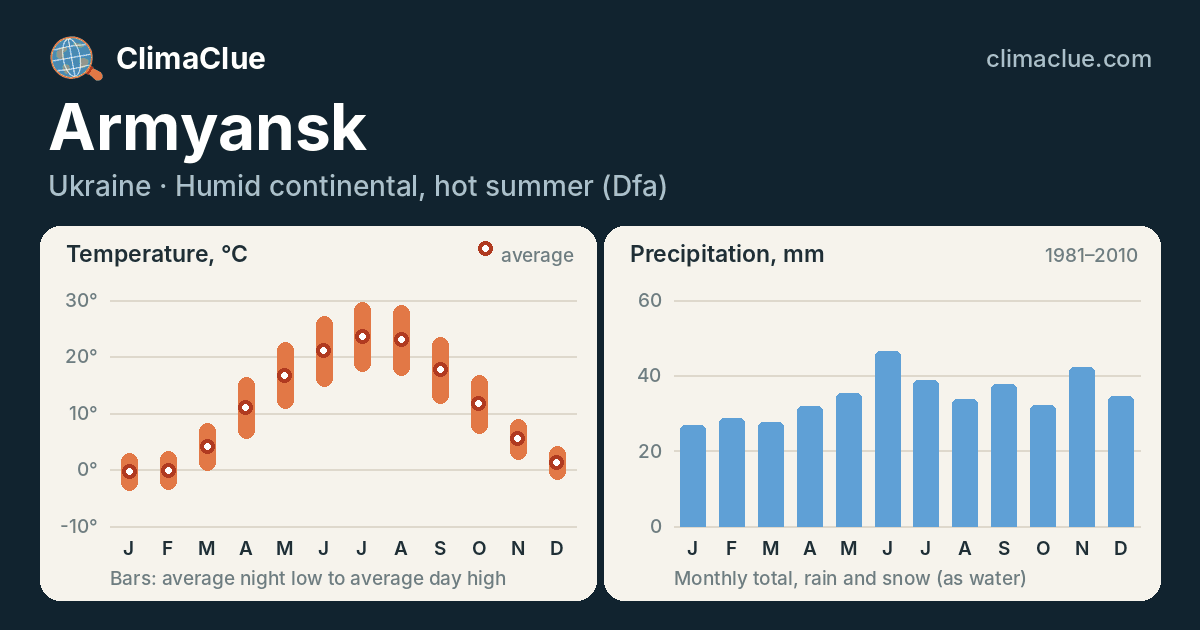 ClimaClue
climaclue.com
Armyansk
Ukraine · Humid continental, hot summer (Dfa)
Temperature, °C
average
30°
20°
10°
0°
-10°
J F M A M J J A S O N D
Bars: average night low to average day high
Precipitation, mm
1981–2010
60
40
20
0
J F M A M J J A S O N D
Monthly total, rain and snow (as water)